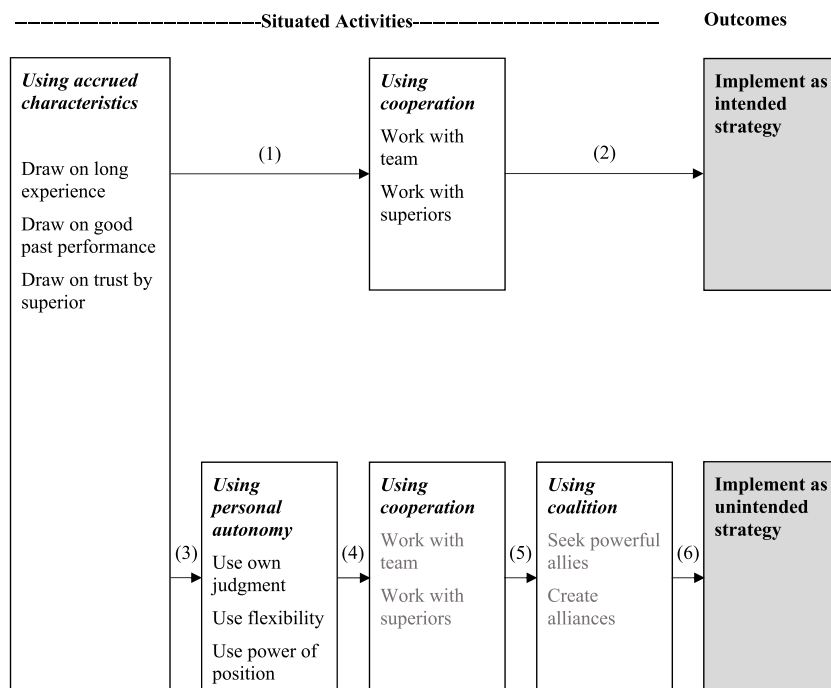 Situated Activities
Outcomes
Using accrued
characteristics
Draw on long
experience
Draw on good
past performance
Draw on trust by
superior
(1)
Using
cooperation
Work with
team
Work with
superiors
(2)
Implement as
intended
strategy
(3)
Using
personal
autonomy
Use own
judgment
Use flexibility
Use power of
position
(4)
Using
cooperation
Work with
team
Work with
superiors
(5)
Using
coalition
Seek powerful
allies
Create
alliances
(6)
Implement as
unintended
strategy